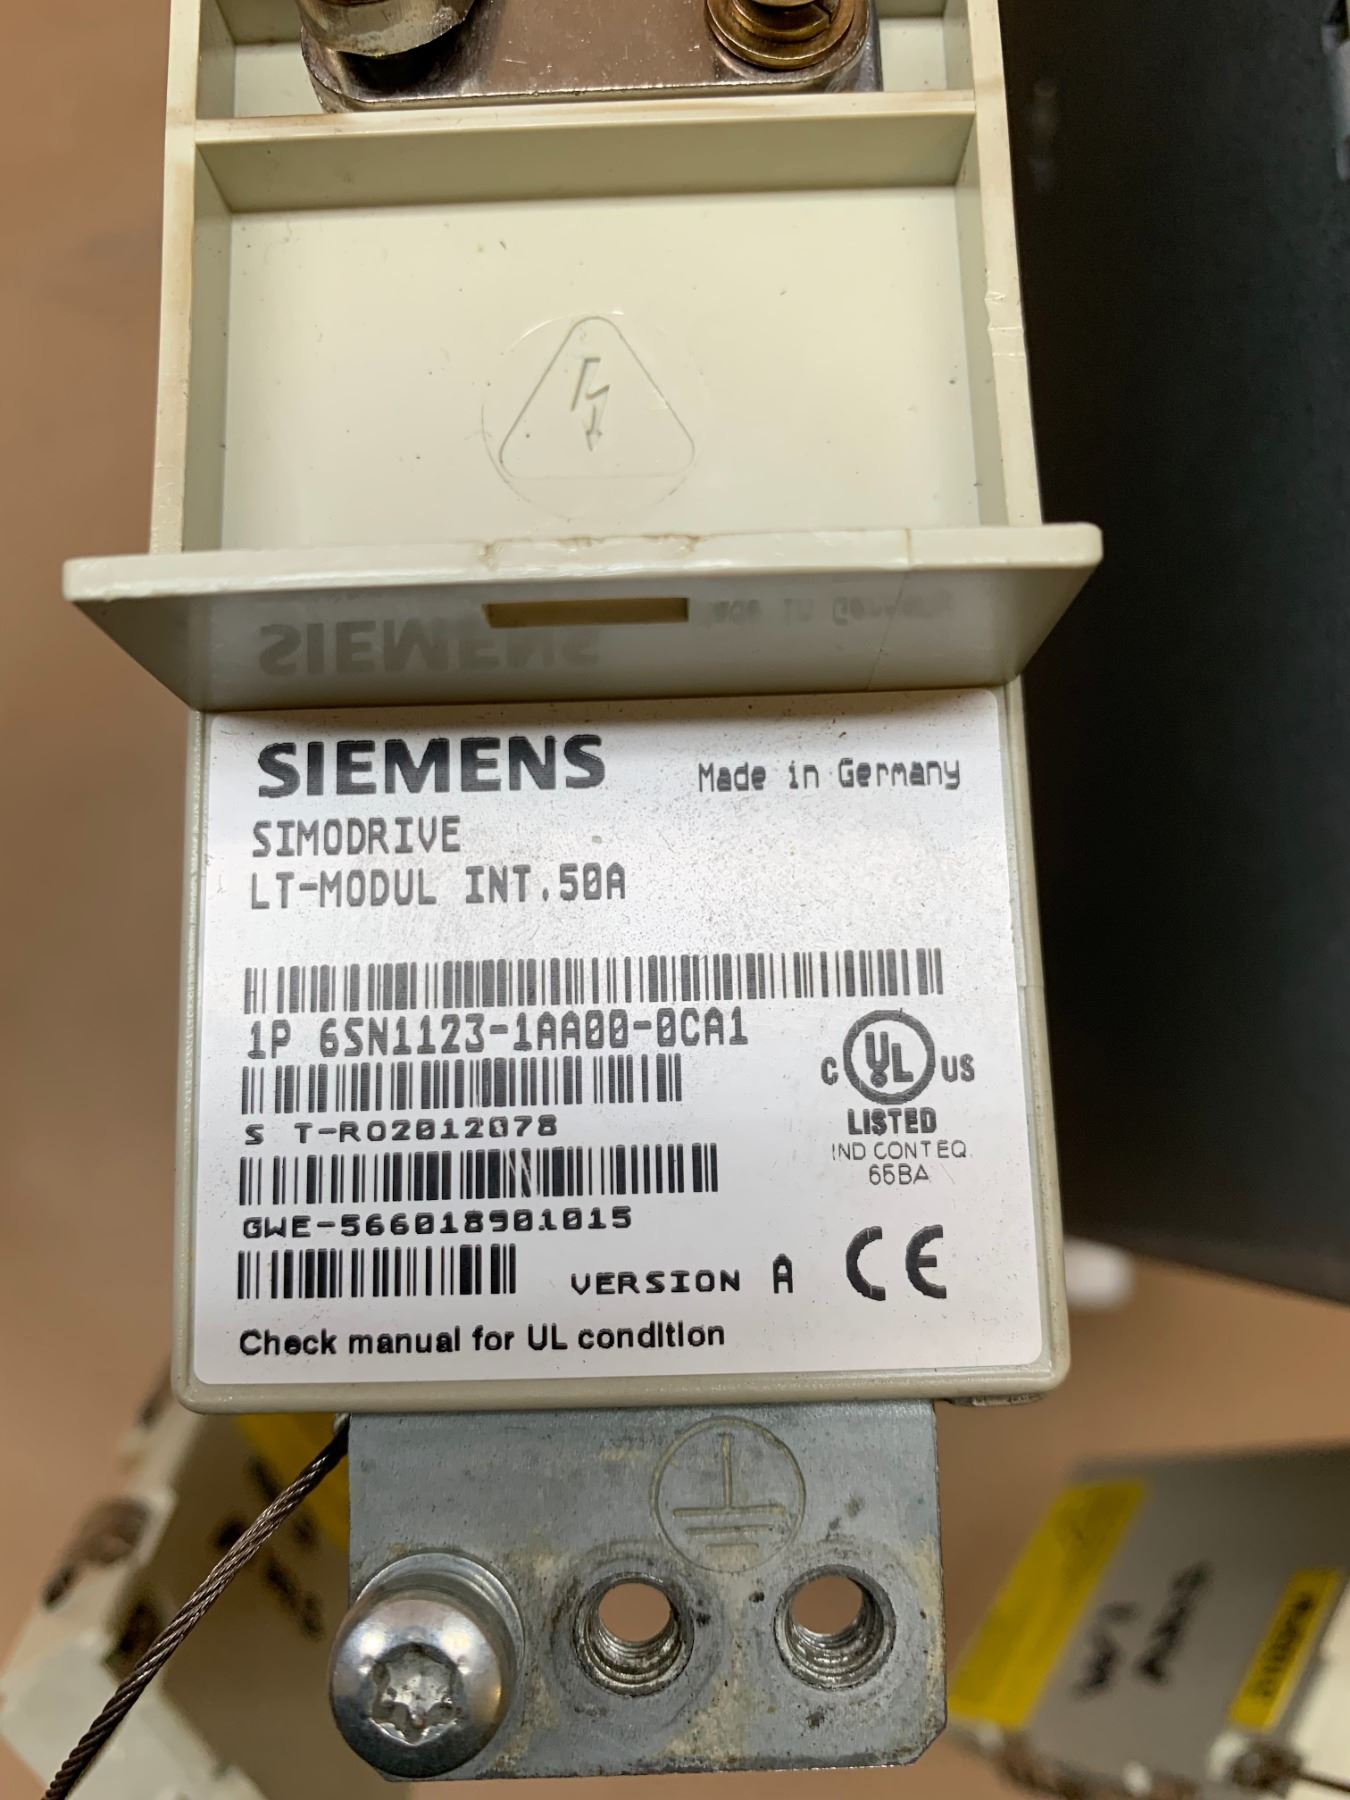 SIEMENS Made in Germany
SIMODRIVE
LT-MODUL INT.50A
1P 6SN1123-1AA00-0CA1
S T-R02012078
GWE-566018901015
VERSION A CE
C UL US
LISTED
IND CONT EQ.
65BA
Check manual for UL condition